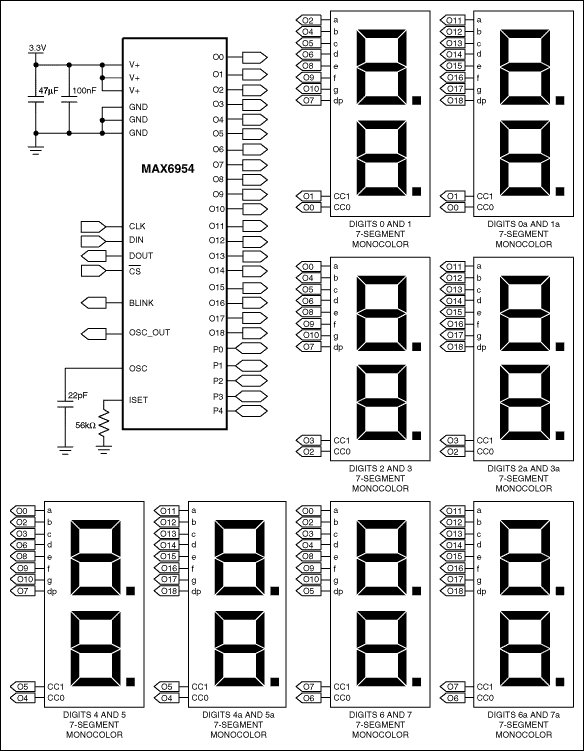 3.3V
47µF
100nF
V+
V+
V+
GND
GND
GND
MAX6954
CLK
DIN
DOUT
CS
BLINK
OSC_OUT
OSC
22pF
ISET
56kΩ
O0
O1
O2
O3
O4
O5
O6
O7
O8
O9
O10
O11
O12
O13
O14
O15
O16
O17
O18
P0
P1
P2
P3
P4
O2 a
O4 b
O5 c
O6 d
O8 e
O9 f
O10 g
O7 dp
O1 CC1
O0 CC0
DIGITS 0 AND 1
7-SEGMENT
MONOCOLOR
O11 a
O12 b
O13 c
O14 d
O15 e
O16 f
O17 g
O18 dp
O1 CC1
O0 CC0
DIGITS 0a AND 1a
7-SEGMENT
MONOCOLOR
O0 a
O4 b
O5 c
O6 d
O8 e
O9 f
O10 g
O7 dp
O3 CC1
O2 CC0
DIGITS 2 AND 3
7-SEGMENT
MONOCOLOR
O11 a
O12 b
O13 c
O14 d
O15 e
O16 f
O17 g
O18 dp
O3 CC1
O2 CC0
DIGITS 2a AND 3a
7-SEGMENT
MONOCOLOR
O0 a
O2 b
O3 c
O6 d
O8 e
O9 f
O10 g
O7 dp
O5 CC1
O4 CC0
DIGITS 4 AND 5
7-SEGMENT
MONOCOLOR
O11 a
O12 b
O13 c
O14 d
O15 e
O16 f
O17 g
O18 dp
O5 CC1
O4 CC0
DIGITS 4a AND 5a
7-SEGMENT
MONOCOLOR
O0 a
O2 b
O3 c
O4 d
O8 e
O9 f
O10 g
O5 dp
O7 CC1
O6 CC0
DIGITS 6 AND 7
7-SEGMENT
MONOCOLOR
O11 a
O12 b
O13 c
O14 d
O15 e
O16 f
O17 g
O18 dp
O7 CC1
O6 CC0
DIGITS 6a AND 7a
7-SEGMENT
MONOCOLOR